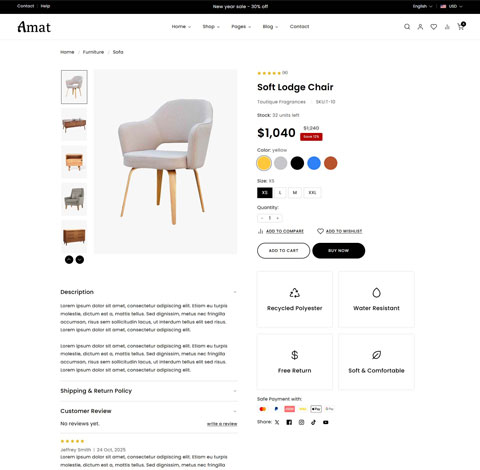 Contact Help
New year sale - 30% off
English
USD
Amat
Home Shop Pages Blog Contact
0
Home / Furniture / Sofa
Soft Lodge Chair
Toutique Fragrances SKU:T-10
Stock: 32 units left
$1,040
$1,240
Save 12%
Color: yellow
Size: XS
XS L M XXL
Quantity:
- 1 +
ADD TO COMPARE ADD TO WISHLIST
ADD TO CART BUY NOW
Recycled Polyester
Water Resistant
Free Return
Soft & Comfortable
Safe Payment with:
Share:
Description
Lorem ipsum dolor sit amet, consectetur adipiscing elit. Etiam eu turpis
molestie, dictum est a, mattis tellus. Sed dignissim, metus nec fringilla
accumsan, risus sem sollicitudin lacus, ut interdum tellus elit sed risus.
Lorem ipsum dolor sit amet, consectetur adipiscing elit.
Lorem ipsum dolor sit amet, consectetur adipiscing elit. Etiam eu turpis
molestie, dictum est a, mattis tellus. Sed dignissim, metus nec fringilla
accumsan, risus sem sollicitudin lacus, ut interdum tellus elit sed risus.
Lorem ipsum dolor sit amet, consectetur adipiscing elit.
Shipping & Return Policy
Customer Review
No reviews yet. write a review
Jeffrey Smith | 24 Oct, 2025
Lorem ipsum dolor sit amet, consectetur adipiscing elit. Etiam eu turpis
molestie, dictum est a, mattis tellus. Sed dignissim, metus nec fringilla